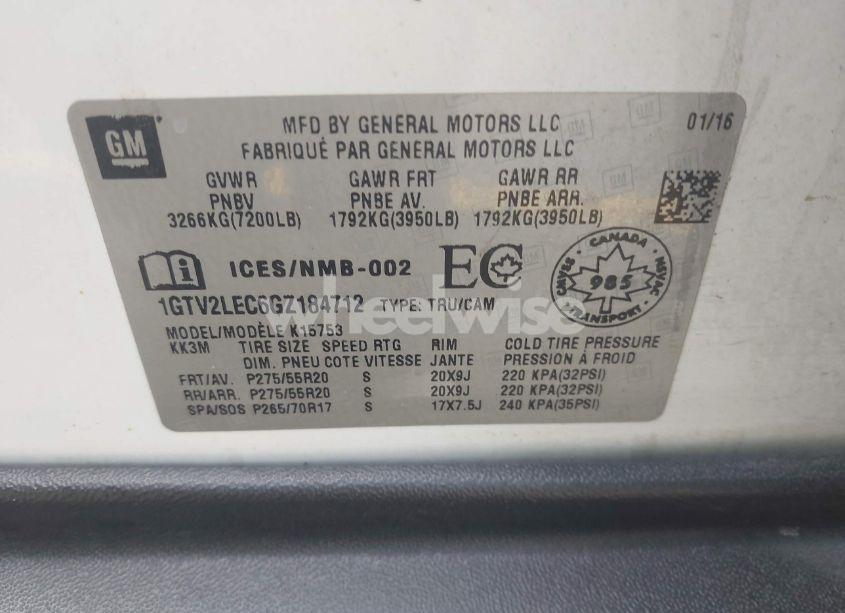 GM
MFD BY GENERAL MOTORS LLC 01/16
FABRIQUÉ PAR GENERAL MOTORS LLC
GVWR GAWR FRT GAWR RR
PNBV PNBE AV. PNBE ARR.
3266KG(7200LB) 1792KG(3950LB) 1792KG(3950LB)
ICES/NMB-002 EC CANADA CMVSS 985 NSVAC TRANSPORT
1GTV2LEC6GZ184712 TYPE: TRU/CAM
wheelwise
MODEL/MODÈLE K15753
KK3M TIRE SIZE SPEED RTG RIM COLD TIRE PRESSURE
DIM. PNEU COTE VITESSE JANTE PRESSION À FROID
FRT/AV. P275/55R20 S 20X9J 220 KPA(32PSI)
RR/ARR. P275/55R20 S 20X9J 220 KPA(32PSI)
SPA/SOS P265/70R17 S 17X7.5J 240 KPA(35PSI)